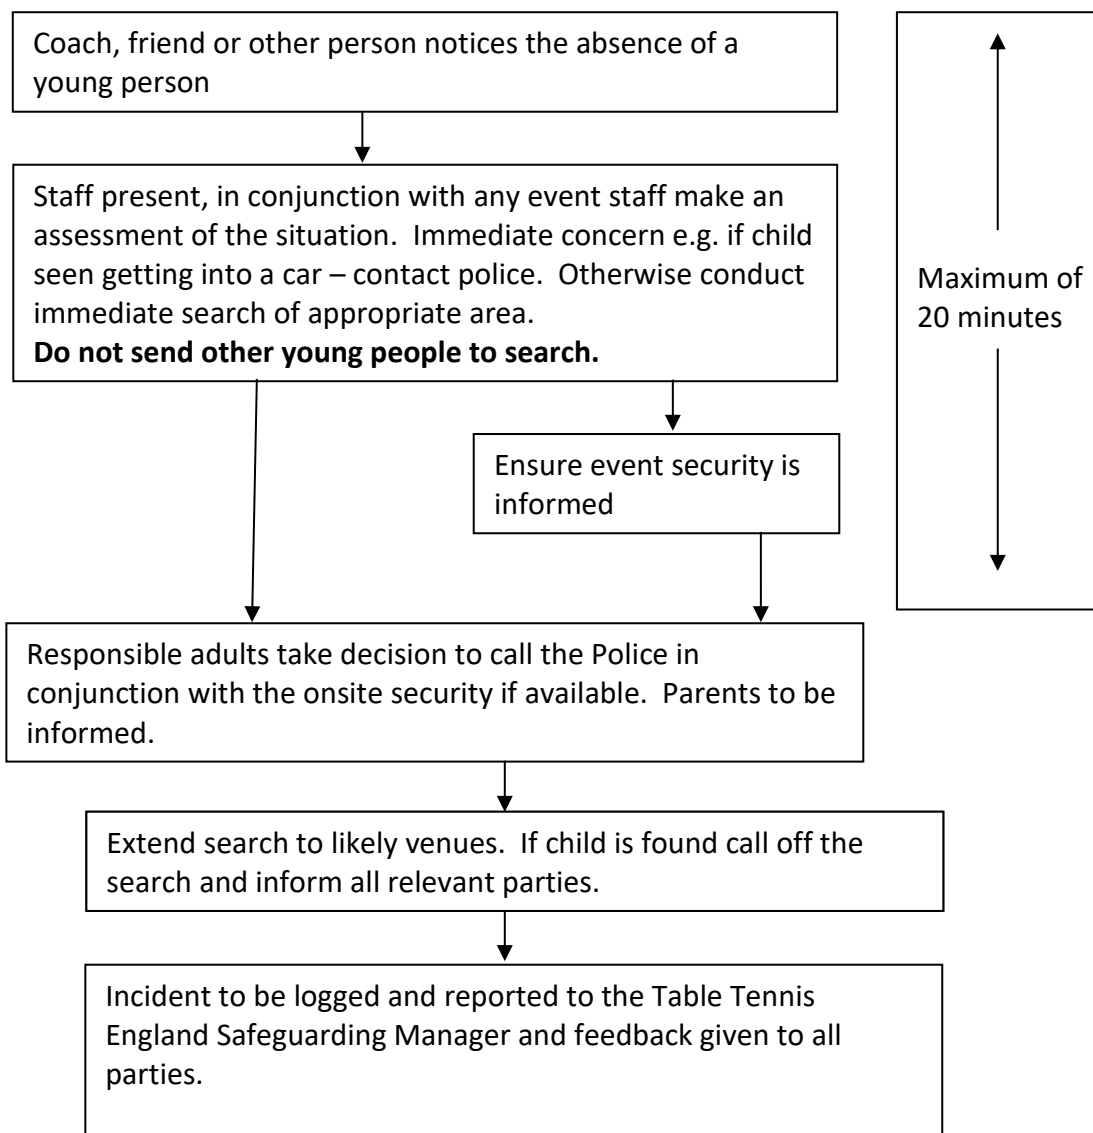 Coach, friend or other person notices the absence of a
young person
Staff present, in conjunction with any event staff make an
assessment of the situation.  Immediate concern e.g. if child
seen getting into a car – contact police.  Otherwise conduct
immediate search of appropriate area.
Do not send other young people to search.
Maximum of
20 minutes
Ensure event security is
informed
Responsible adults take decision to call the Police in
conjunction with the onsite security if available.  Parents to be
informed.
Extend search to likely venues.  If child is found call off the
search and inform all relevant parties.
Incident to be logged and reported to the Table Tennis
England Safeguarding Manager and feedback given to all
parties.